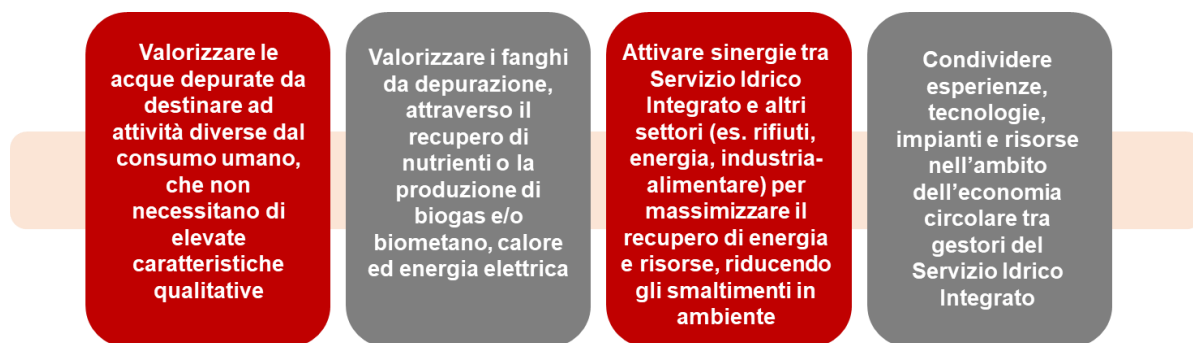 Valorizzare le
acque depurate da
destinare ad
attività diverse dal
consumo umano,
che non
necessitano di
elevate
caratteristiche
qualitative
Valorizzare i fanghi
da depurazione,
attraverso il
recupero di
nutrienti o la
produzione di
biogas e/o
biometano, calore
ed energia elettrica
Attivare sinergie tra
Servizio Idrico
Integrato e altri
settori (es. rifiuti,
energia, industria-
alimentare) per
massimizzare il
recupero di energia
e risorse, riducendo
gli smaltimenti in
ambiente
Condividere
esperienze,
tecnologie,
impianti e risorse
nell’ambito
dell’economia
circolare tra
gestori del
Servizio Idrico
Integrato